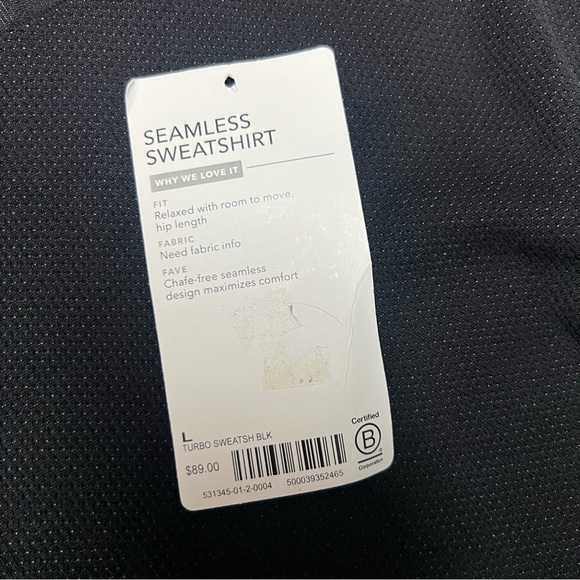 SEAMLESS
SWEATSHIRT
WHY WE LOVE IT
FIT
Relaxed with room to move,
hip length
FABRIC
Need fabric info
FAVE
Chafe-free seamless
design maximizes comfort
L
TURBO SWEATSH BLK
$89.00
531345-01-2-0004 500039352465
Certified
B
Corporation